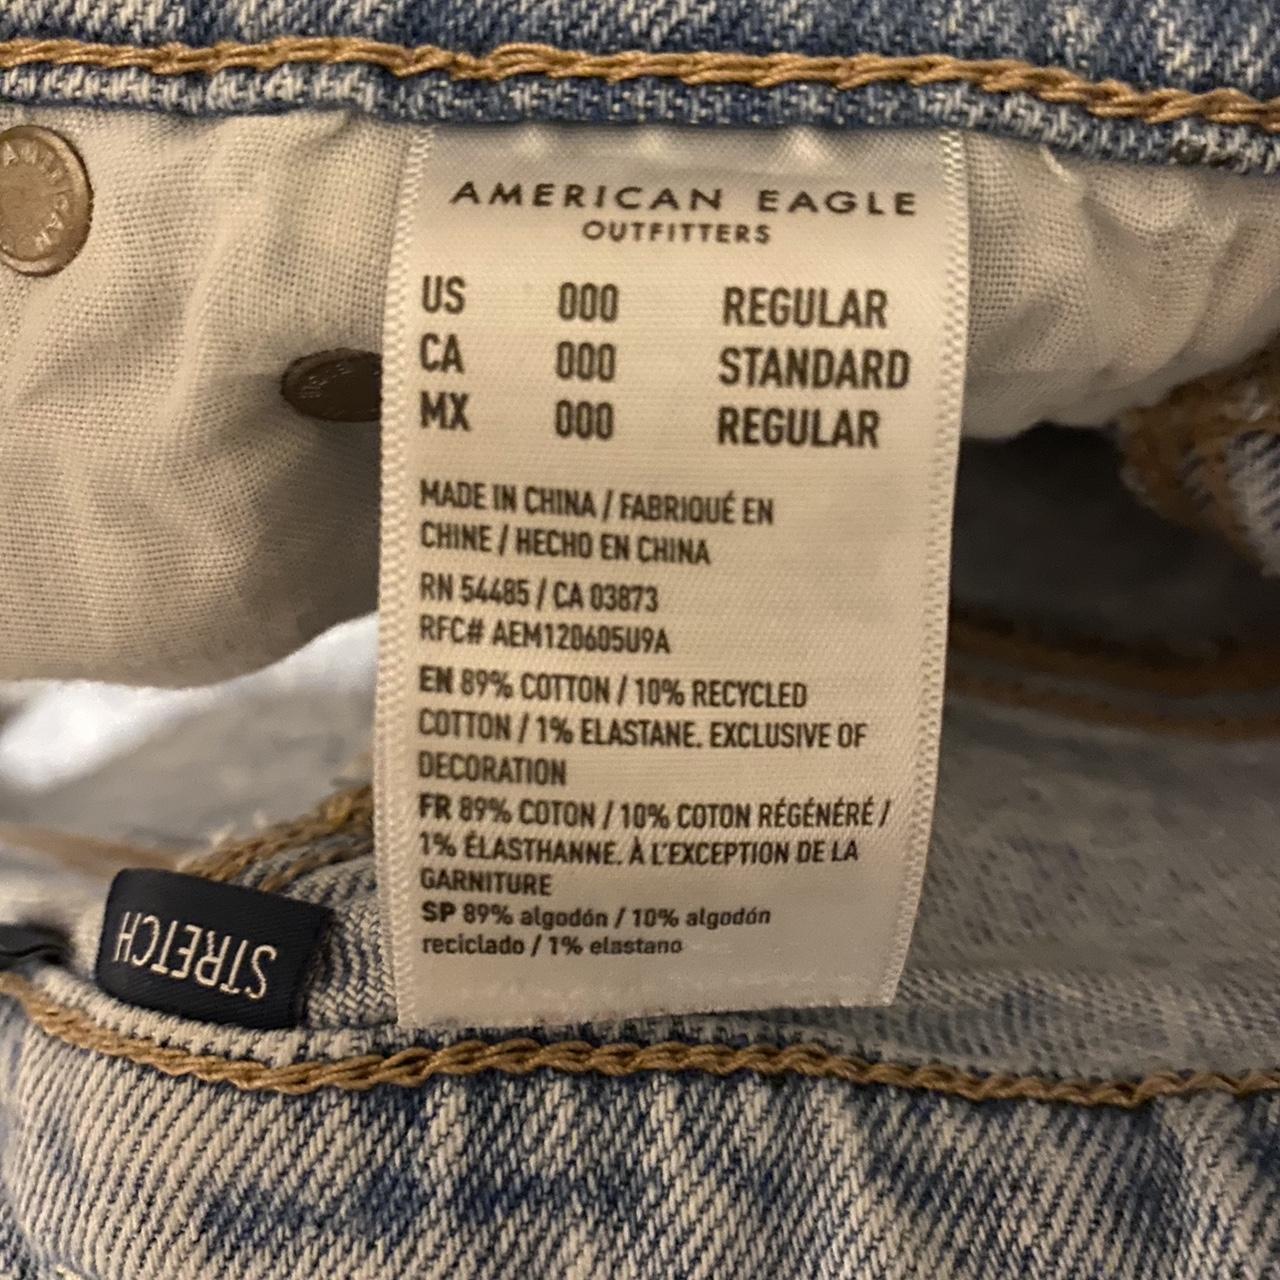 AMERICAN EAGLE
OUTFITTERS
US 000 REGULAR
CA 000 STANDARD
MX 000 REGULAR
MADE IN CHINA / FABRIQUÉ EN
CHINE / HECHO EN CHINA
RN 54485 / CA 03873
RFC# AEM120605U9A
EN 89% COTTON / 10% RECYCLED
COTTON / 1% ELASTANE. EXCLUSIVE OF
DECORATION
FR 89% COTON / 10% COTON RÉGÉNÉRÉ /
1% ÉLASTHANNE. À L'EXCEPTION DE LA
GARNITURE
SP 89% algodón / 10% algodón
reciclado / 1% elastano
STRETCH